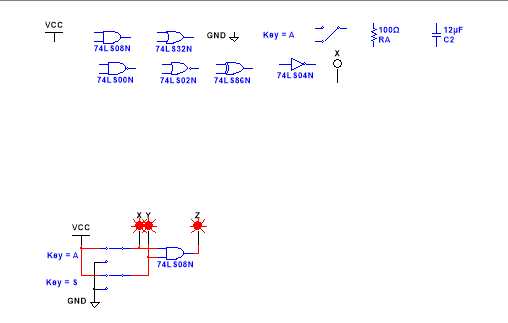 VCC
74LS08N
74LS32N
GND
Key = A
100Ω
RA
12µF
C2
X
74LS00N
74LS02N
74LS86N
74LS04N
X Y Z
VCC
Key = A
74LS08N
Key = S
GND